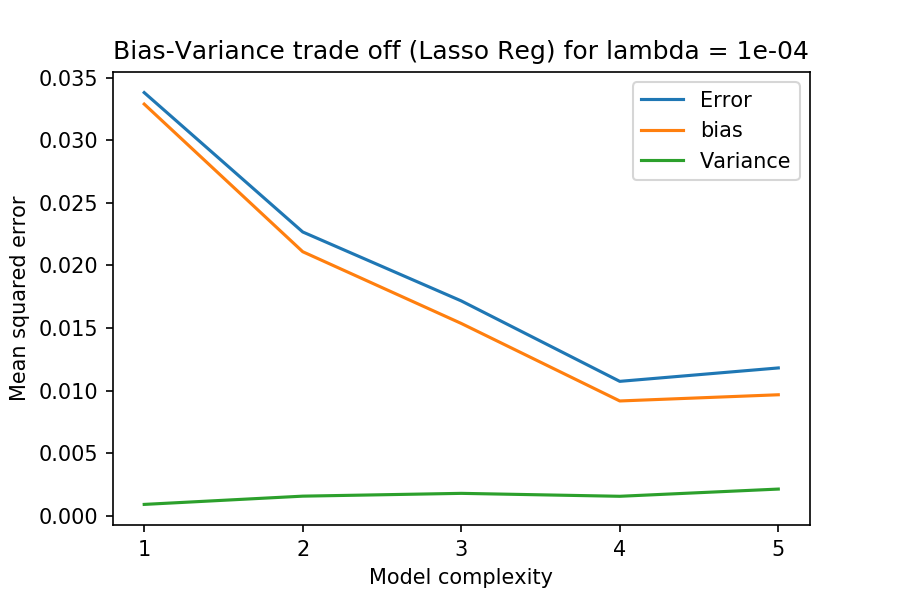 Bias-Variance trade off (Lasso Reg) for lambda = 1e-04
Mean squared error
0.035
0.030
0.025
0.020
0.015
0.010
0.005
0.000
Error
bias
Variance
1 2 3 4 5
Model complexity